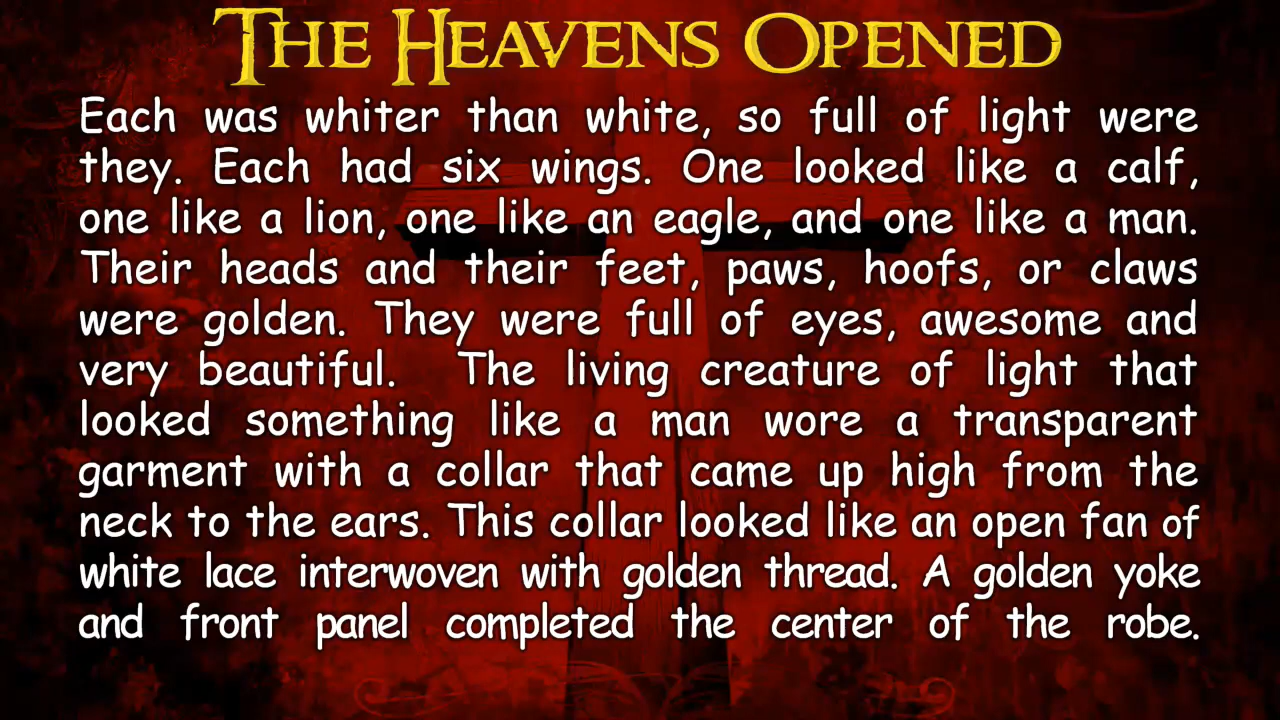 THE HEAVENS OPENED
Each was whiter than white, so full of light were
they. Each had six wings. One looked like a calf,
one like a lion, one like an eagle, and one like a man.
Their heads and their feet, paws, hoofs, or claws
were golden. They were full of eyes, awesome and
very beautiful. The living creature of light that
looked something like a man wore a transparent
garment with a collar that came up high from the
neck to the ears. This collar looked like an open fan of
white lace interwoven with golden thread. A golden yoke
and front panel completed the center of the robe.